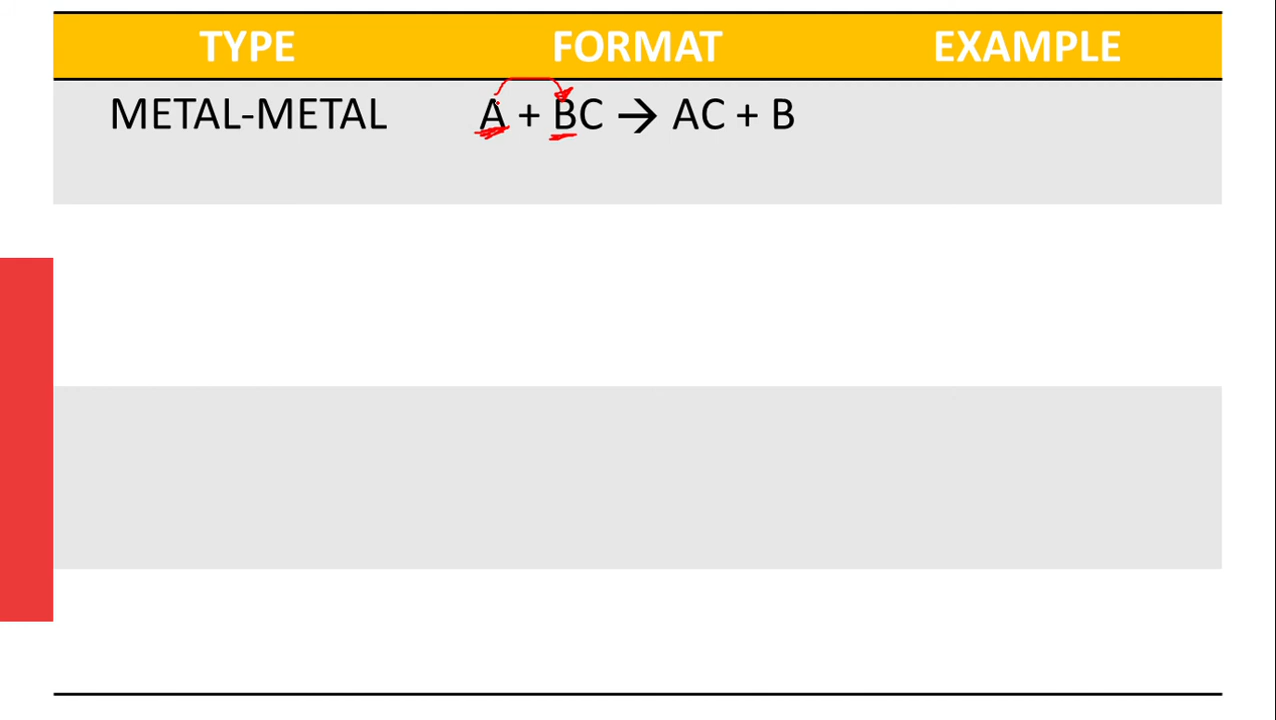 TYPE FORMAT EXAMPLE
METAL-METAL A + BC → AC + B